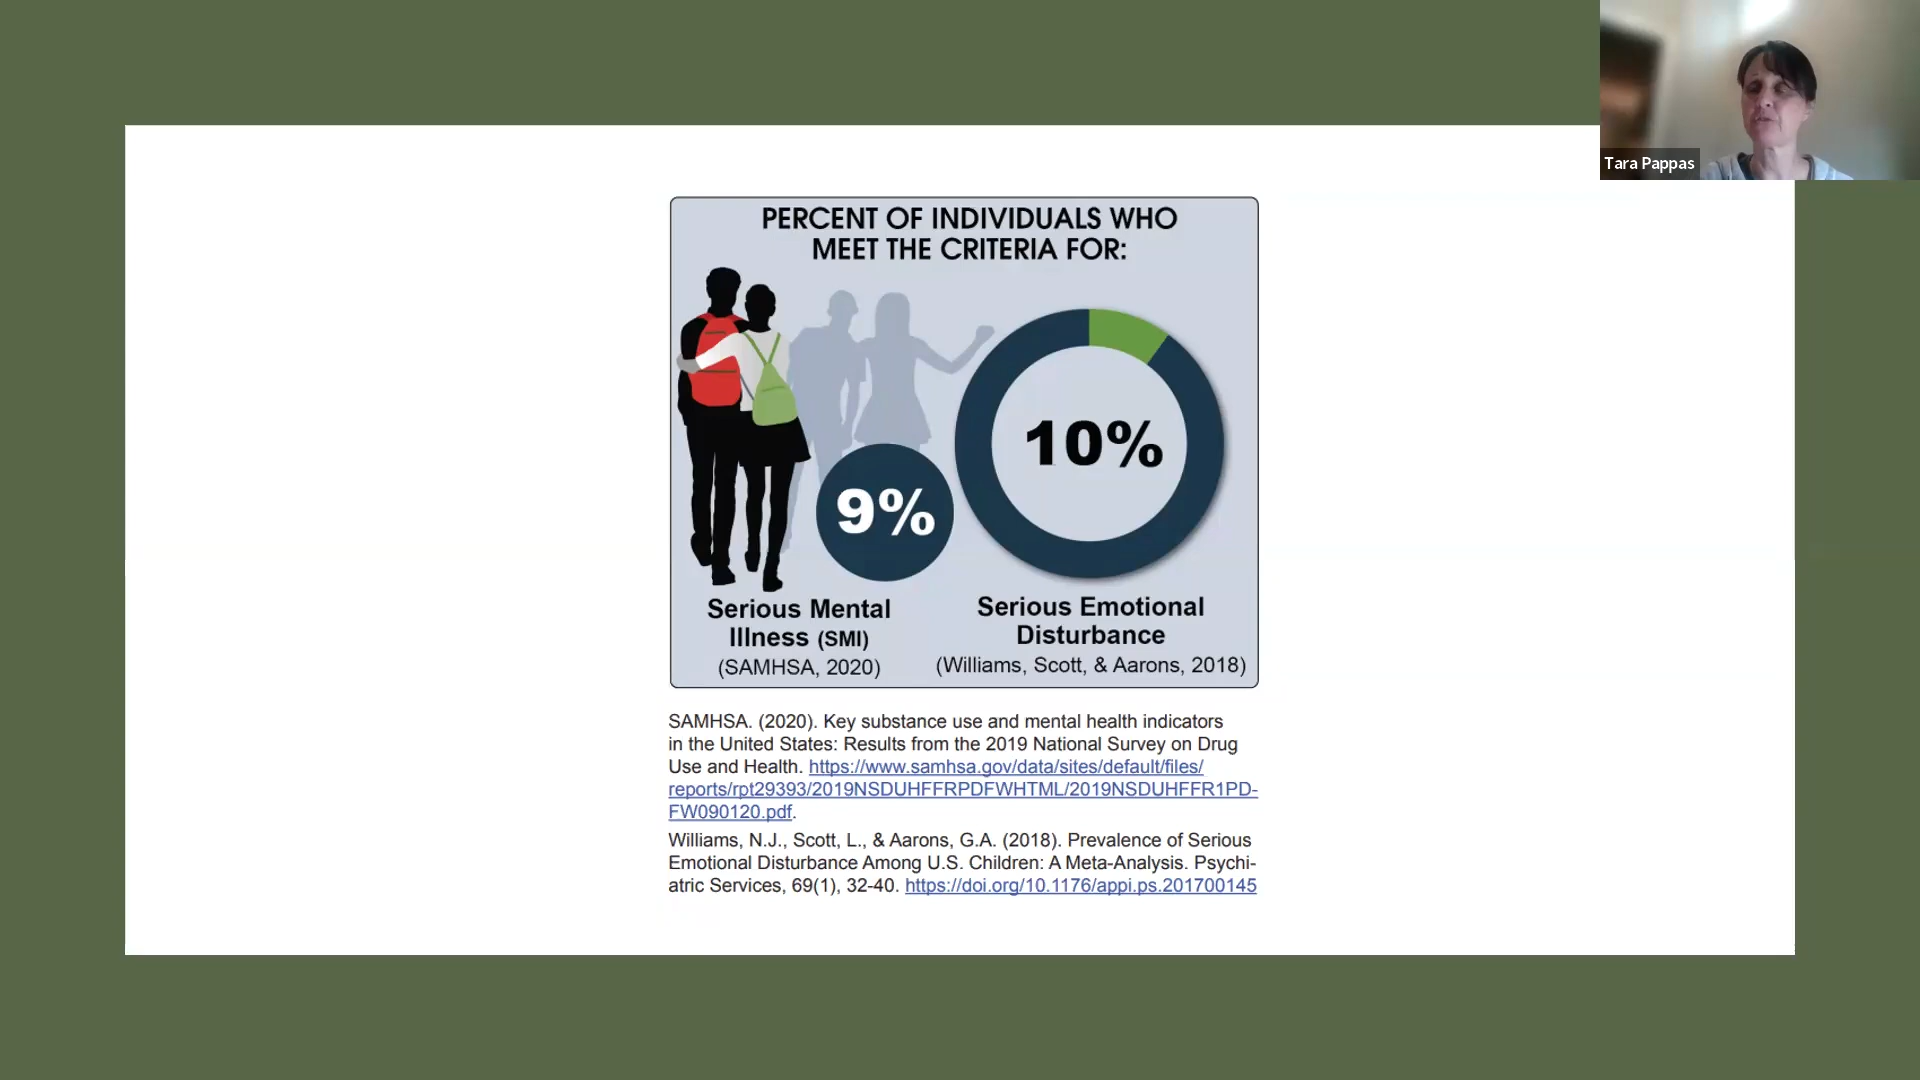 Tara Pappas
PERCENT OF INDIVIDUALS WHO
MEET THE CRITERIA FOR:
10%
9%
Serious Mental
Illness (SMI)
(SAMHSA, 2020)
Serious Emotional
Disturbance
(Williams, Scott, & Aarons, 2018)
SAMHSA. (2020). Key substance use and mental health indicators
in the United States: Results from the 2019 National Survey on Drug
Use and Health. https://www.samhsa.gov/data/sites/default/files/
reports/rpt29393/2019NSDUHFFRPDFWHTML/2019NSDUHFFR1PD-
FW090120.pdf.
Williams, N.J., Scott, L., & Aarons, G.A. (2018). Prevalence of Serious
Emotional Disturbance Among U.S. Children: A Meta-Analysis. Psychi-
atric Services, 69(1), 32-40. https://doi.org/10.1176/appi.ps.201700145